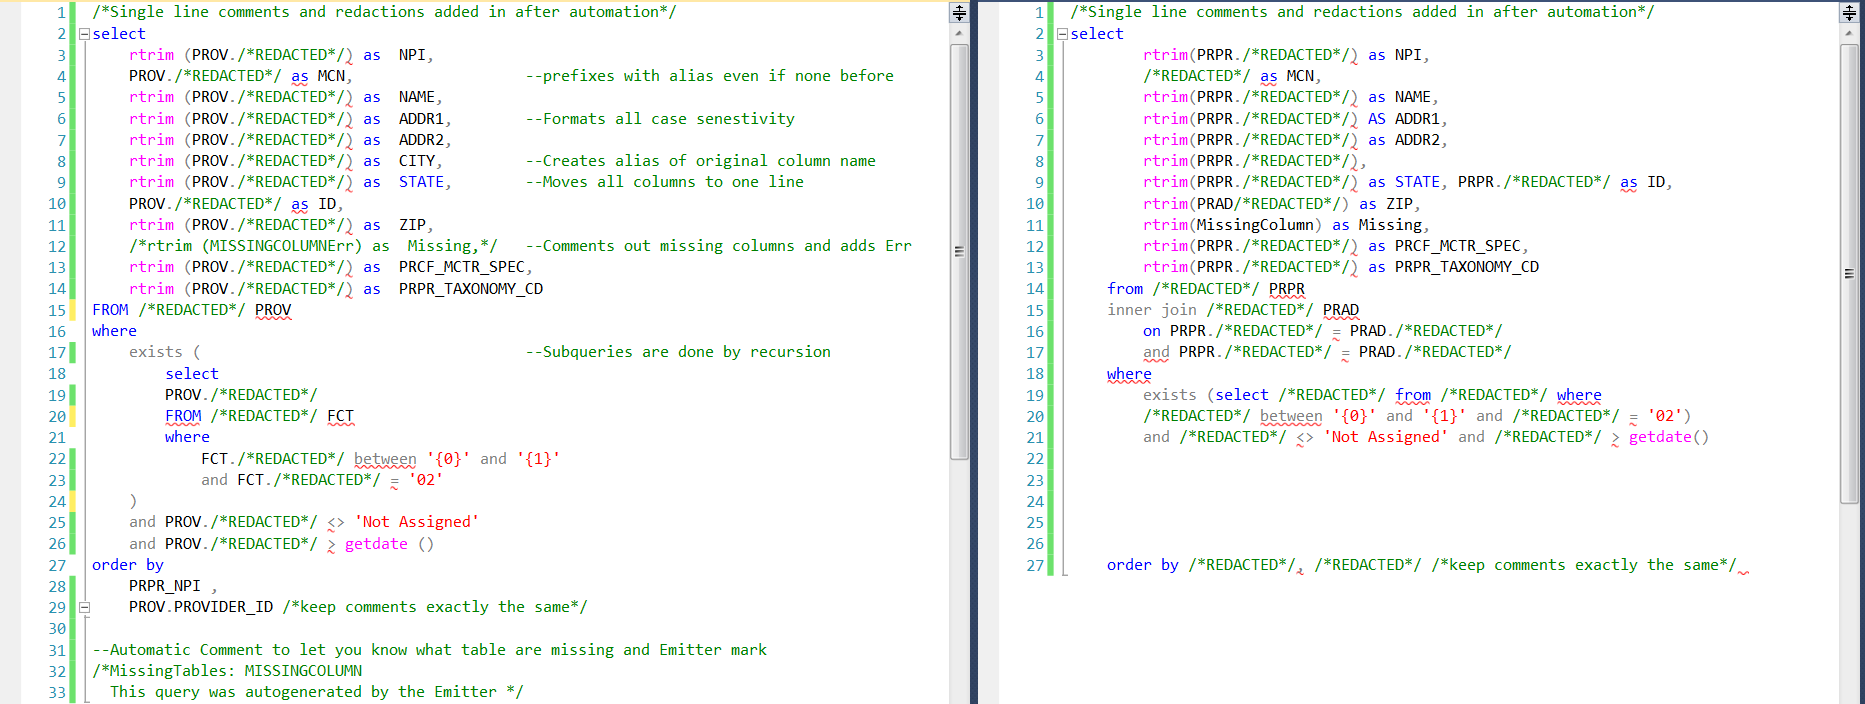 1 /*Single line comments and redactions added in after automation*/
2 select
3 rtrim (PROV./*REDACTED*/) as  NPI,
4 PROV./*REDACTED*/ as MCN,                   --prefixes with alias even if none before
5 rtrim (PROV./*REDACTED*/) as  NAME,
6 rtrim (PROV./*REDACTED*/) as  ADDR1,        --Formats all case senestivity
7 rtrim (PROV./*REDACTED*/) as  ADDR2,
8 rtrim (PROV./*REDACTED*/) as  CITY,         --Creates alias of original column name
9 rtrim (PROV./*REDACTED*/) as  STATE,        --Moves all columns to one line
10 PROV./*REDACTED*/ as ID,
11 rtrim (PROV./*REDACTED*/) as  ZIP,
12 /*rtrim (MISSINGCOLUMNErr) as  Missing,*/   --Comments out missing columns and adds Err
13 rtrim (PROV./*REDACTED*/) as  PRCF_MCTR_SPEC,
14 rtrim (PROV./*REDACTED*/) as  PRPR_TAXONOMY_CD
15 FROM /*REDACTED*/ PROV
16 where
17 exists (                                    --Subqueries are done by recursion
18 select
19 PROV./*REDACTED*/
20 FROM /*REDACTED*/ FCT
21 where
22 FCT./*REDACTED*/ between '{0}' and '{1}'
23 and FCT./*REDACTED*/ = '02'
24 )
25 and PROV./*REDACTED*/ <> 'Not Assigned'
26 and PROV./*REDACTED*/ > getdate ()
27 order by
28 PRPR_NPI ,
29 PROV.PROVIDER_ID /*keep comments exactly the same*/
30
31 --Automatic Comment to let you know what table are missing and Emitter mark
32 /*MissingTables: MISSINGCOLUMN
33 This query was autogenerated by the Emitter */
1 /*Single line comments and redactions added in after automation*/
2 select
3 rtrim(PRPR./*REDACTED*/) as NPI,
4 /*REDACTED*/ as MCN,
5 rtrim(PRPR./*REDACTED*/) as NAME,
6 rtrim(PRPR./*REDACTED*/) AS ADDR1,
7 rtrim(PRPR./*REDACTED*/) as ADDR2,
8 rtrim(PRPR./*REDACTED*/),
9 rtrim(PRPR./*REDACTED*/) as STATE, PRPR./*REDACTED*/ as ID,
10 rtrim(PRAD/*REDACTED*/) as ZIP,
11 rtrim(MissingColumn) as Missing,
12 rtrim(PRPR./*REDACTED*/) as PRCF_MCTR_SPEC,
13 rtrim(PRPR./*REDACTED*/) as PRPR_TAXONOMY_CD
14 from /*REDACTED*/ PRPR
15 inner join /*REDACTED*/ PRAD
16 on PRPR./*REDACTED*/ = PRAD./*REDACTED*/
17 and PRPR./*REDACTED*/ = PRAD./*REDACTED*/
18 where
19 exists (select /*REDACTED*/ from /*REDACTED*/ where
20 /*REDACTED*/ between '{0}' and '{1}' and /*REDACTED*/ = '02')
21 and /*REDACTED*/ <> 'Not Assigned' and /*REDACTED*/ > getdate()
22
23
24
25
26
27 order by /*REDACTED*/, /*REDACTED*/ /*keep comments exactly the same*/